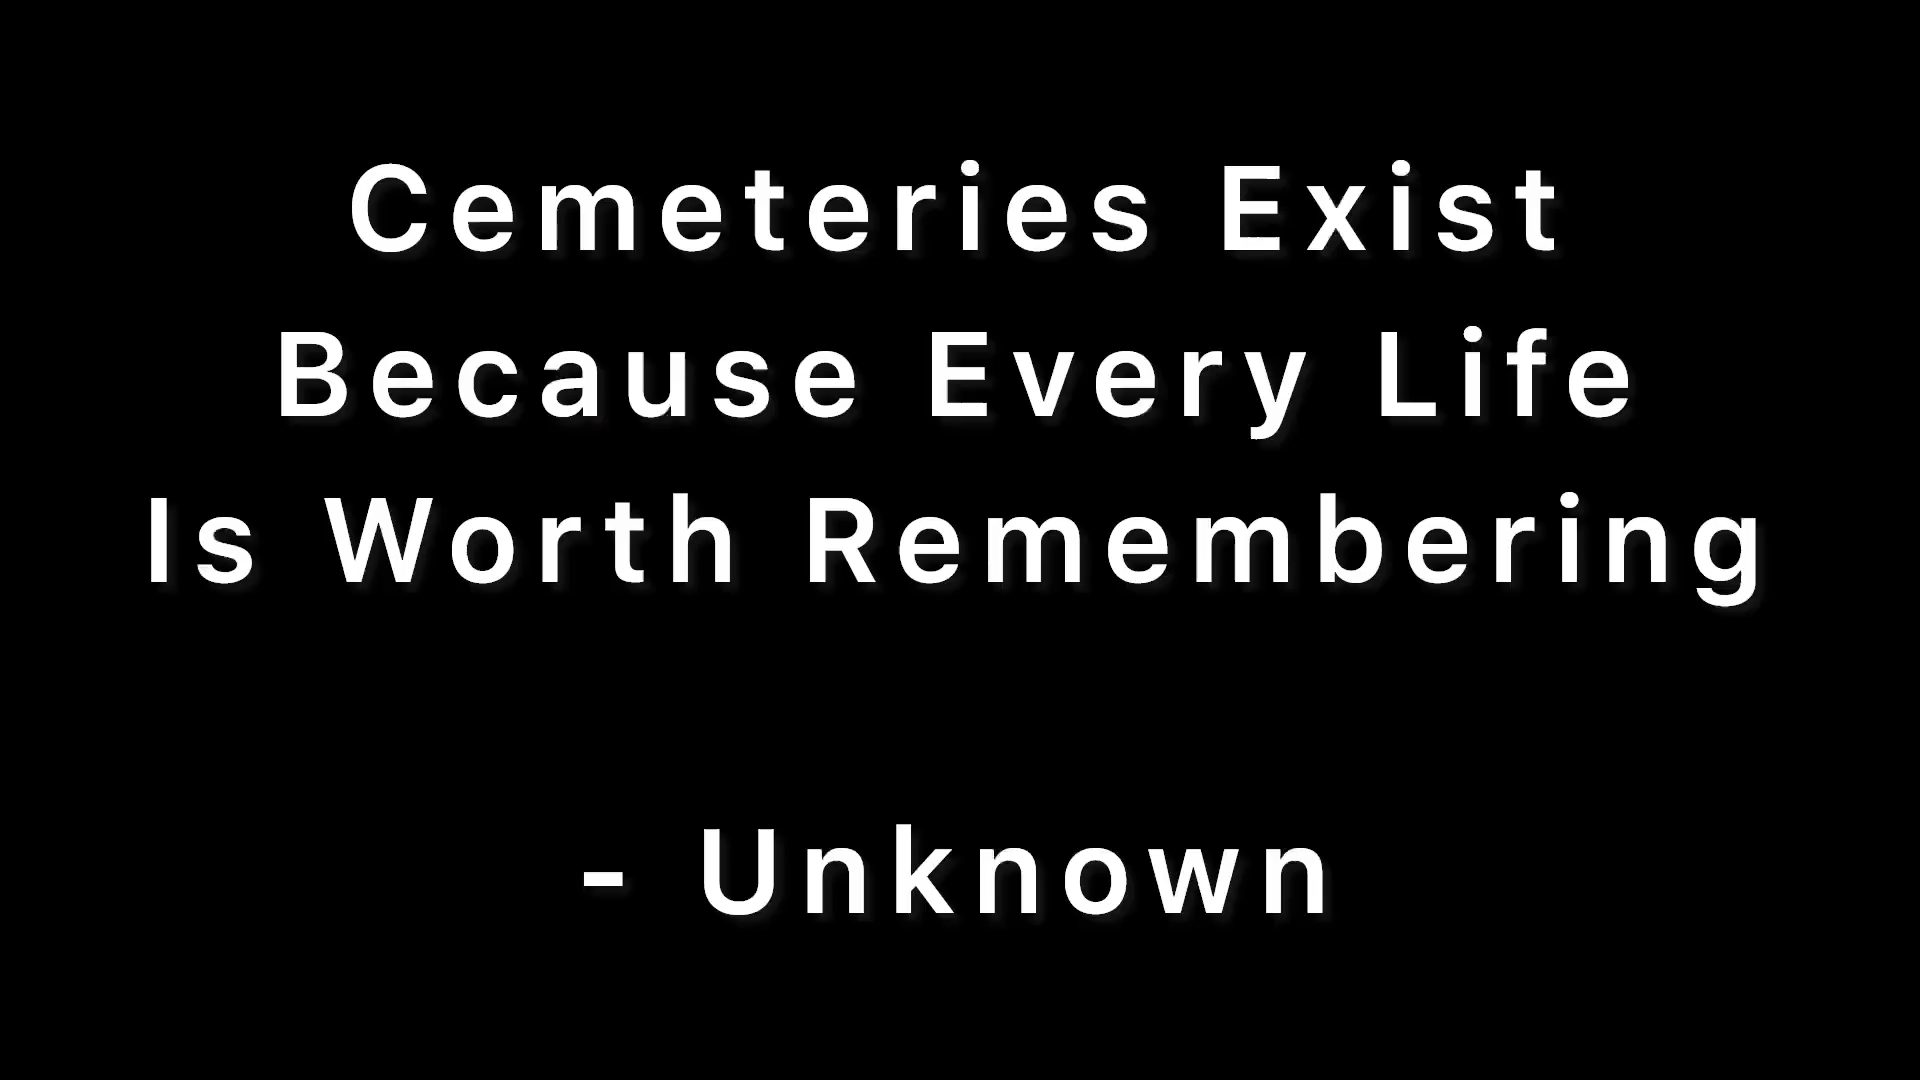 Cemeteries Exist
Because Every Life
Is Worth Remembering
- Unknown